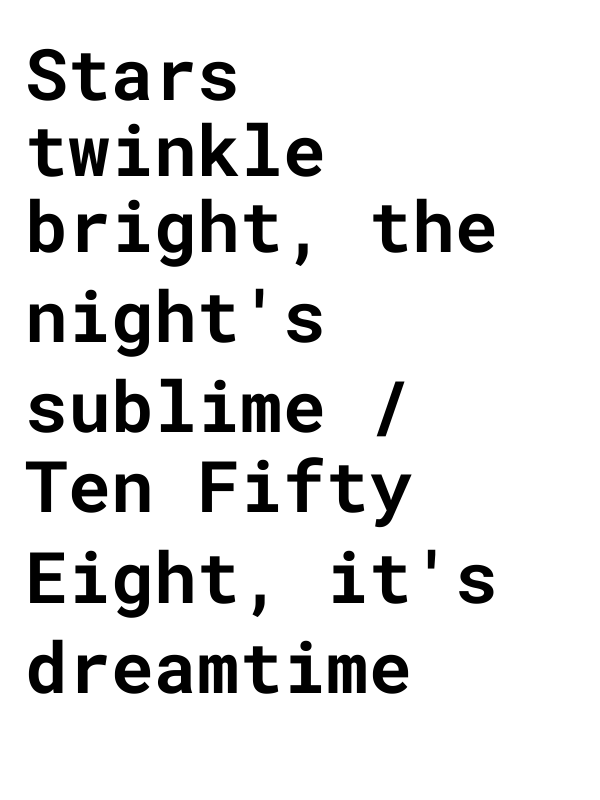 Stars
twinkle
bright, the
night's
sublime /
Ten Fifty
Eight, it's
dreamtime